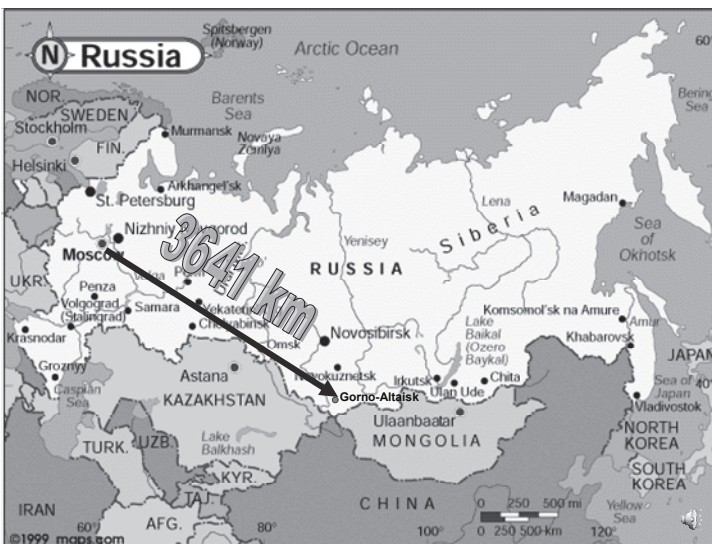 N Russia
Spitsbergen
(Norway)
Arctic Ocean
60°
Barents
Sea
Bering
Sea
NOR.
SWEDEN
Stockholm
FIN.
Helsinki
Murmansk
Novaya
Zemlya
Arkhangel'sk
St. Petersburg
Nizhniy
Moscow
3641 km
Lena
Yenisey
Siberia
Magadan
Sea
of
Okhotsk
RUSSIA
UKR.
Penza
Volgograd
(Stalingrad)
Samara
Chelyabinsk
Omsk
Novosibirsk
Novokuznetsk
Krasnodar
Groznyy
Caspian
Sea
Astana
KAZAKHSTAN
Gorno-Altaisk
Irkutsk
Ulan Ude
Chita
Lake
Baikal
(Ozero
Baykal)
Komsomol'sk na Amure
Amur
Khabarovsk
JAPAN
Sea of
Japan
40°
Vladivostok
Ulaanbaatar
MONGOLIA
Lake
Balkhash
TURK.
UZB.
KYR.
TAJ.
NORTH
KOREA
SOUTH
KOREA
Yellow
Sea
IRAN
AFG.
CHINA
0 250 500 mi
0 250 500 km
60°
80°
100°
120°
©1999 maps.com